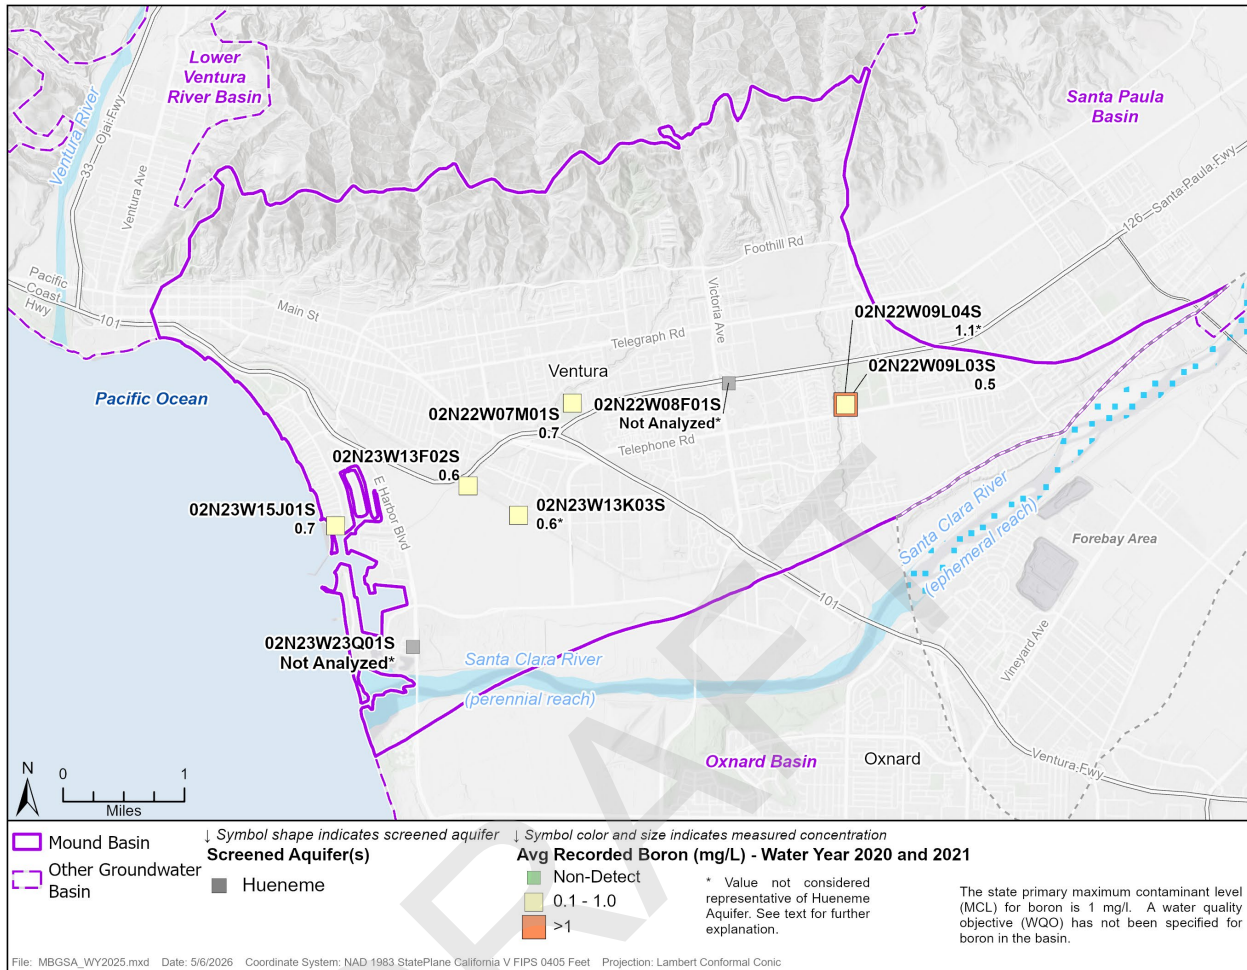 Lower
Ventura
River Basin
Santa Paula
Basin
Ventura River
33
Ojai Fwy
Ventura Ave
126
Santa Paula Fwy
Foothill Rd
Pacific
Coast
Hwy
101
Main St
Victoria Ave
Telegraph Rd
02N22W09L04S
1.1*
02N22W09L03S
0.5
Ventura
Pacific Ocean
02N22W07M01S
0.7
02N22W08F01S
Not Analyzed*
Telephone Rd
02N23W13F02S
0.6
E Harbor Blvd
02N23W15J01S
0.7
02N23W13K03S
0.6*
Santa Clara River
(ephemeral reach)
Forebay Area
101
Vineyard Ave
02N23W23Q01S
Not Analyzed*
Santa Clara River
(perennial reach)
Oxnard Basin
Oxnard
Ventura Fwy
N
0 1
Miles
DRAFT
Mound Basin
Other Groundwater
Basin
↓ Symbol shape indicates screened aquifer
Screened Aquifer(s)
Hueneme
↓ Symbol color and size indicates measured concentration
Avg Recorded Boron (mg/L) - Water Year 2020 and 2021
Non-Detect
0.1 - 1.0
>1
* Value not considered
representative of Hueneme
Aquifer. See text for further
explanation.
The state primary maximum contaminant level
(MCL) for boron is 1 mg/l. A water quality
objective (WQO) has not been specified for
boron in the basin.
File: MBGSA_WY2025.mxd Date: 5/6/2026 Coordinate System: NAD 1983 StatePlane California V FIPS 0405 Feet Projection: Lambert Conformal Conic